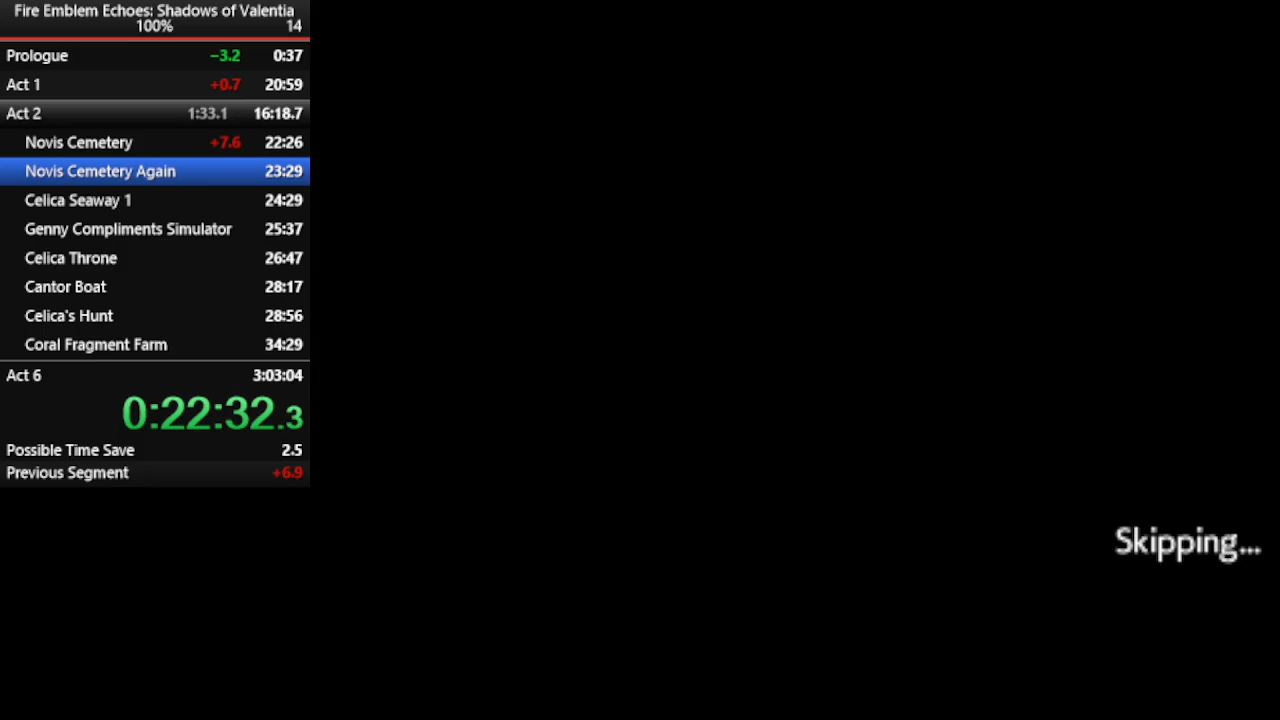 Fire Emblem Echoes: Shadows of Valentia
100% 14
Prologue −3.2 0:37
Act 1 +0.7 20:59
Act 2 1:33.1 16:18.7
Novis Cemetery +7.6 22:26
Novis Cemetery Again 23:29
Celica Seaway 1 24:29
Genny Compliments Simulator 25:37
Celica Throne 26:47
Cantor Boat 28:17
Celica's Hunt 28:56
Coral Fragment Farm 34:29
Act 6 3:03:04
0:22:32.3
Possible Time Save 2.5
Previous Segment +6.9
Skipping...